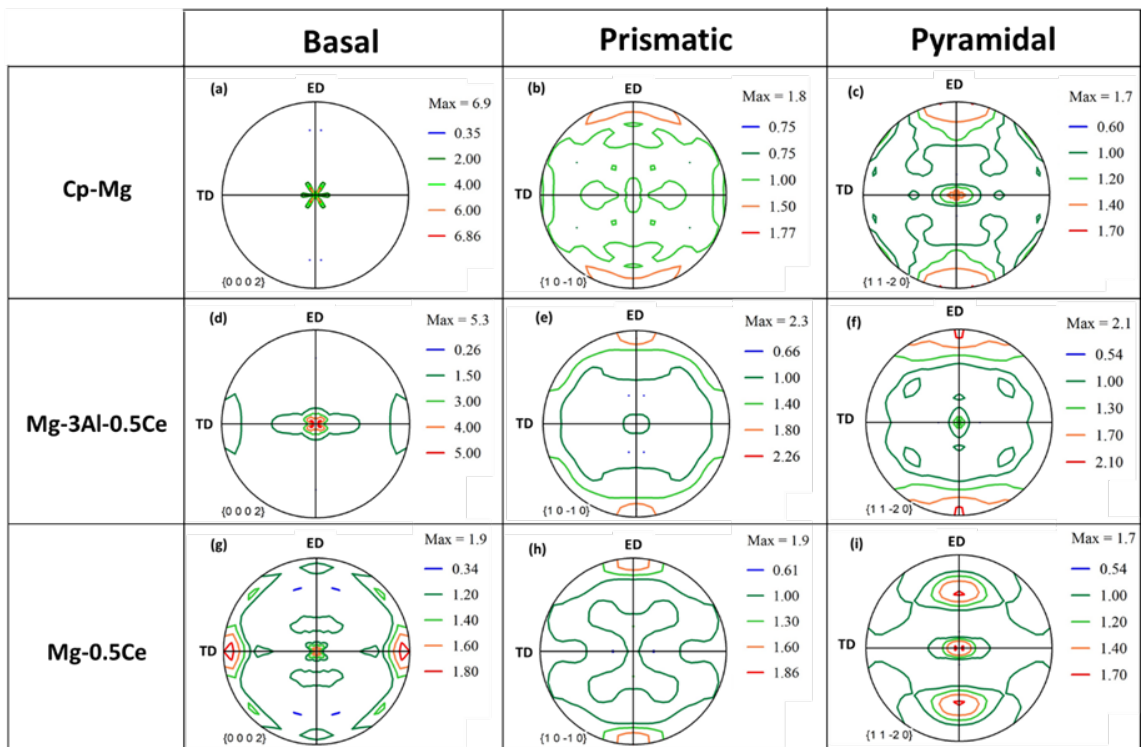 Basal
Prismatic
Pyramidal
Cp-Mg
(a)
ED
TD
{0 0 0 2}
Max = 6.9
0.35
2.00
4.00
6.00
6.86
(b)
ED
TD
{1 0 -1 0}
Max = 1.8
0.75
0.75
1.00
1.50
1.77
(c)
ED
TD
{1 1 -2 0}
Max = 1.7
0.60
1.00
1.20
1.40
1.70
Mg-3Al-0.5Ce
(d)
ED
TD
{0 0 0 2}
Max = 5.3
0.26
1.50
3.00
4.00
5.00
(e)
ED
TD
{1 0 -1 0}
Max = 2.3
0.66
1.00
1.40
1.80
2.26
(f)
ED
TD
{1 1 -2 0}
Max = 2.1
0.54
1.00
1.30
1.70
2.10
Mg-0.5Ce
(g)
ED
TD
{0 0 0 2}
Max = 1.9
0.34
1.20
1.40
1.60
1.80
(h)
ED
TD
{1 0 -1 0}
Max = 1.9
0.61
1.00
1.30
1.60
1.86
(i)
ED
TD
{1 1 -2 0}
Max = 1.7
0.54
1.00
1.20
1.40
1.70